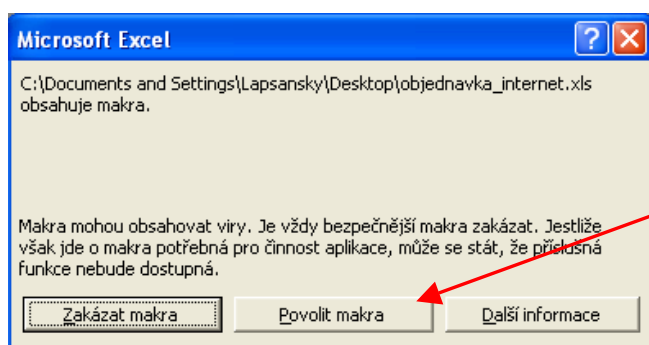 Microsoft Excel
C:\Documents and Settings\Lapsansky\Desktop\objednavka_internet.xls
obsahuje makra.
Makra mohou obsahovat viry. Je vždy bezpečnější makra zakázat. Jestliže
však jde o makra potřebná pro činnost aplikace, může se stát, že příslušná
funkce nebude dostupná.
Zakázat makra Povolit makra Další informace